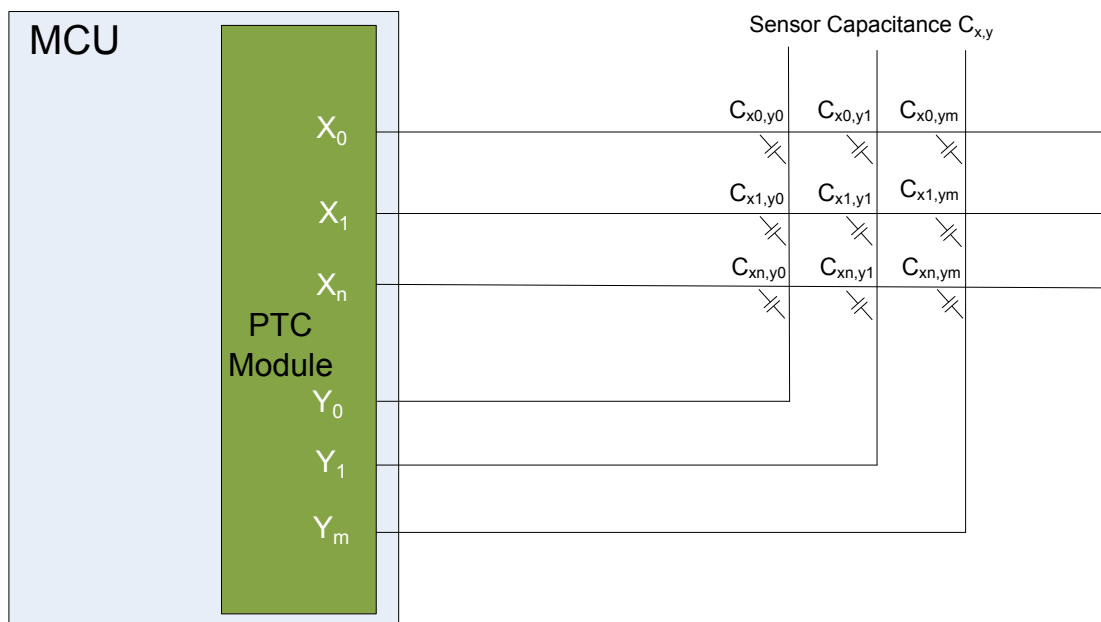 MCU
Sensor Capacitance Cx,y
X0
Cx0,y0 Cx0,y1 Cx0,ym
X1
Cx1,y0 Cx1,y1 Cx1,ym
Xn
Cxn,y0 Cxn,y1 Cxn,ym
PTC
Module
Y0
Y1
Ym